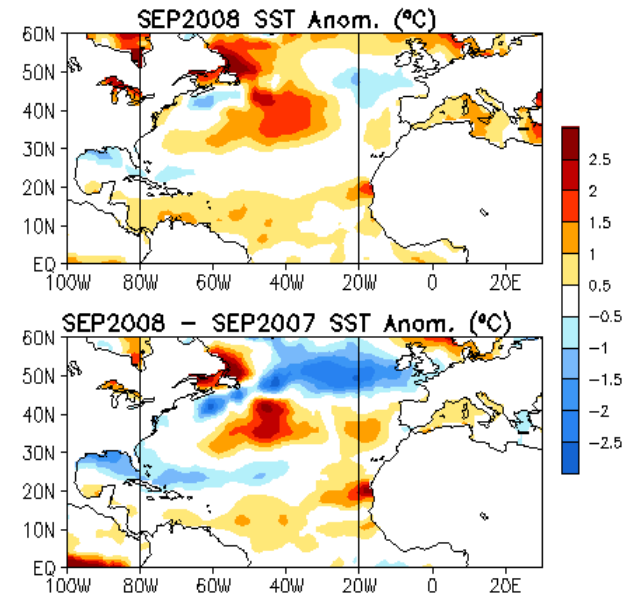 SEP2008 SST Anom. (°C)
60N
50N
40N
30N
20N
10N
EQ
100W 80W 60W 40W 20W 0 20E
2.5
2
1.5
1
0.5
-0.5
-1
-1.5
-2
-2.5
SEP2008 - SEP2007 SST Anom. (°C)
60N
50N
40N
30N
20N
10N
EQ
100W 80W 60W 40W 20W 0 20E